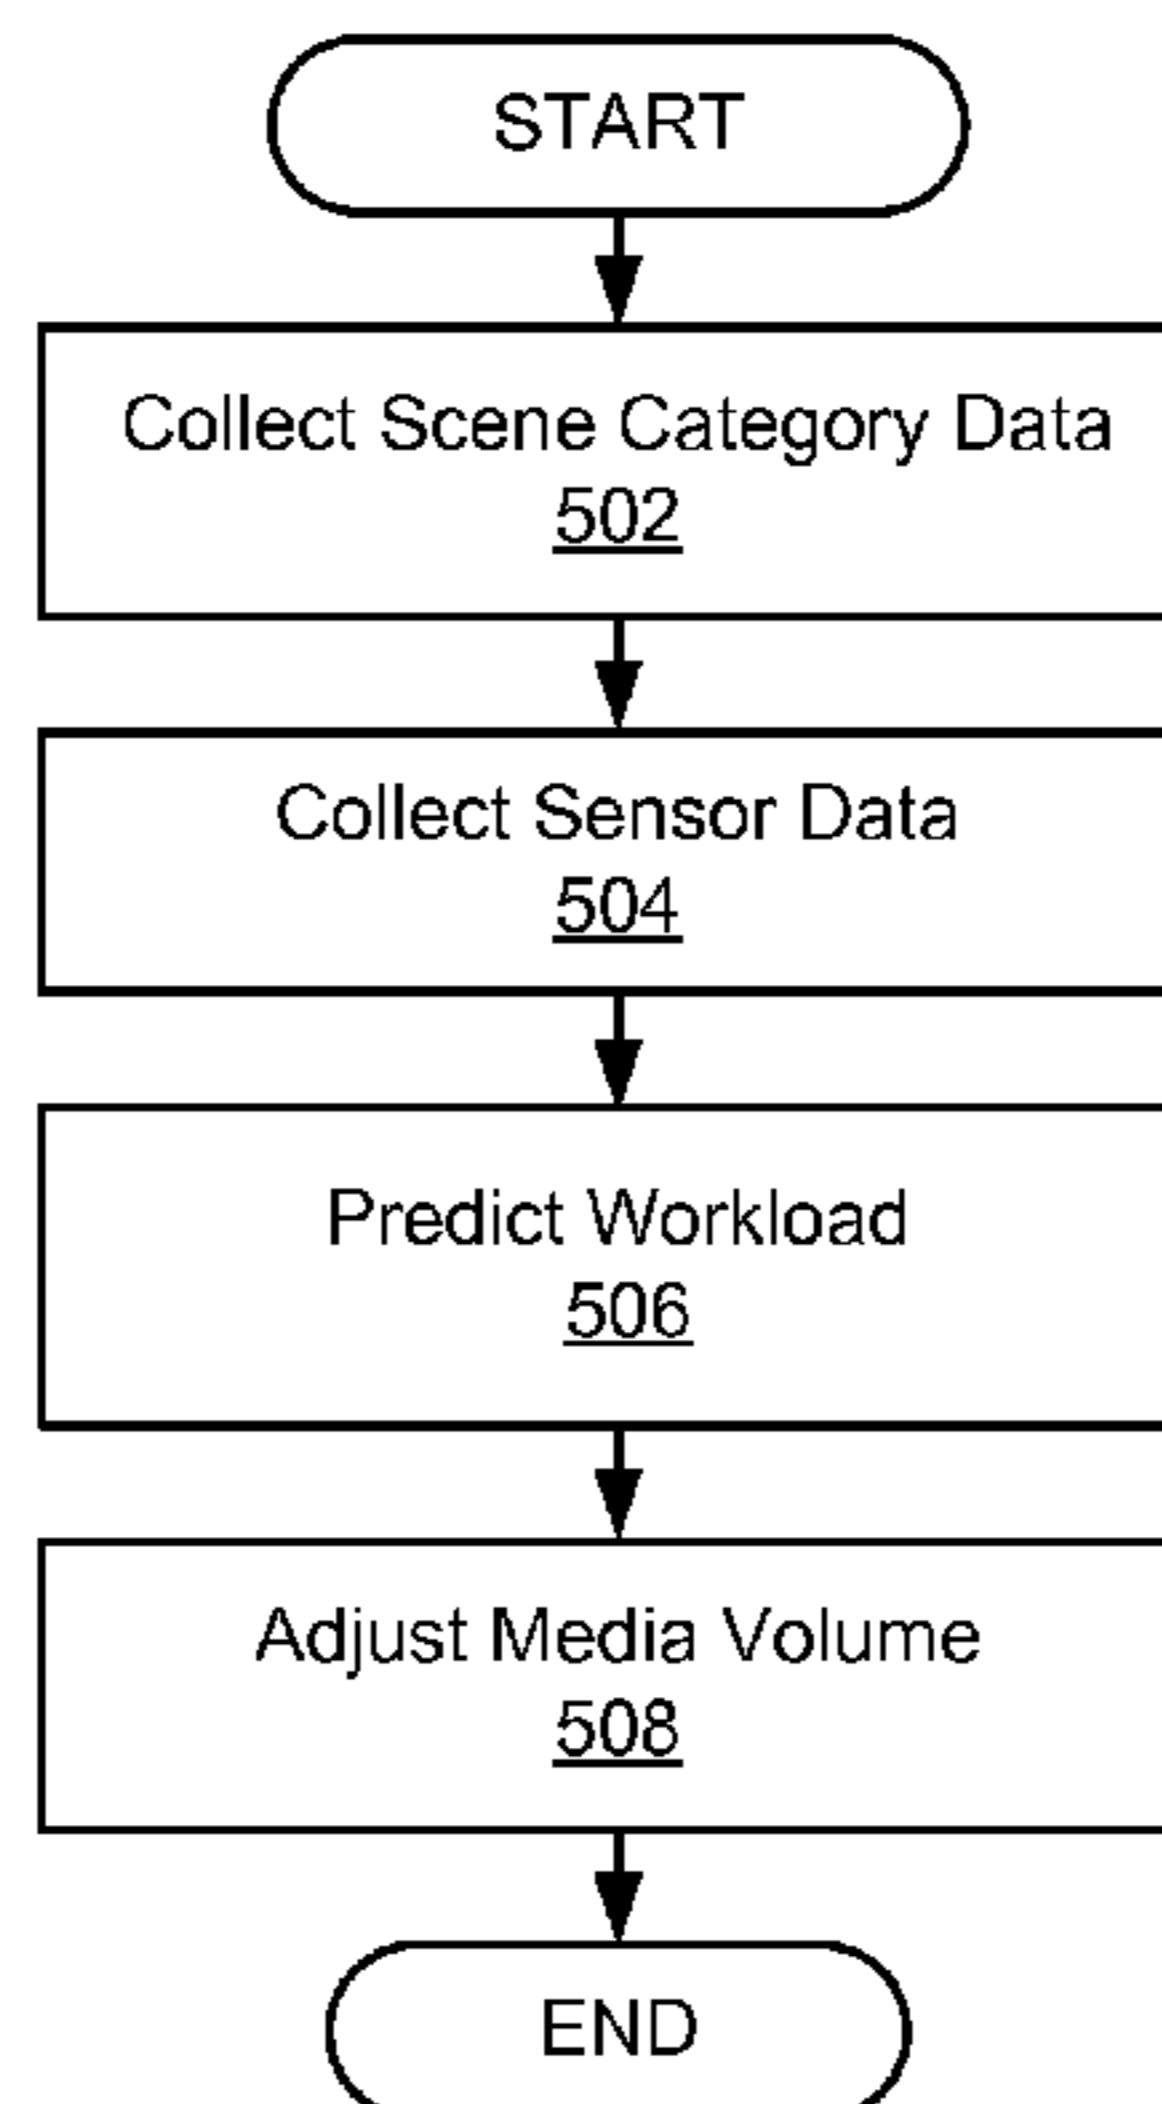 START
Collect Scene Category Data
502
Collect Sensor Data
504
Predict Workload
506
Adjust Media Volume
508
END